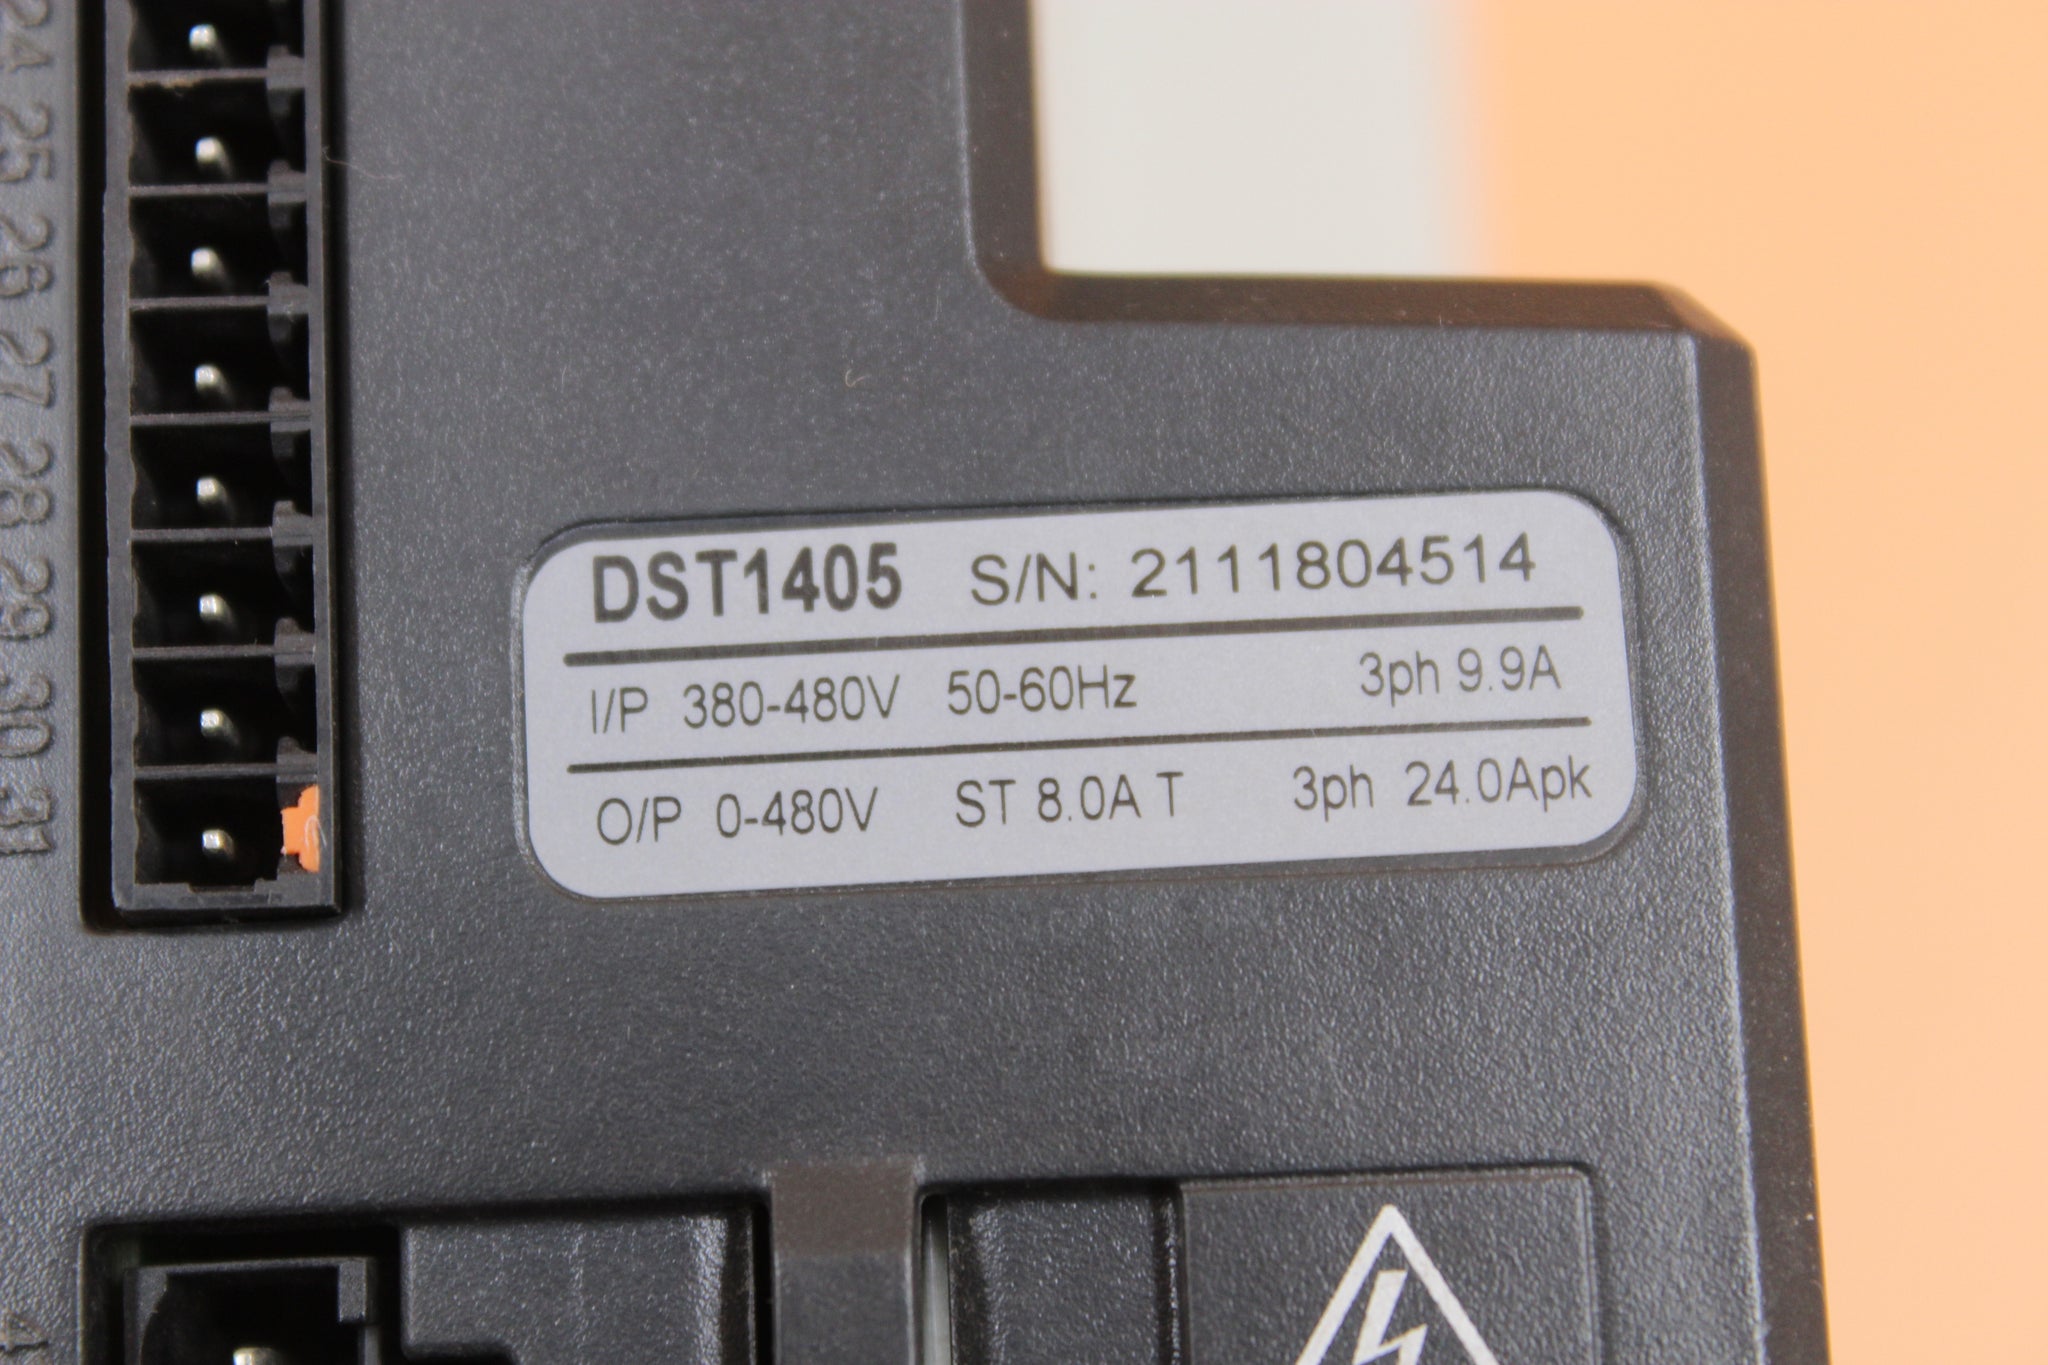 DST1405 S/N: 2111804514
I/P 380-480V 50-60Hz 3ph 9.9A
O/P 0-480V ST 8.0A T 3ph 24.0Apk
24 25 26 27 28 29 30 31